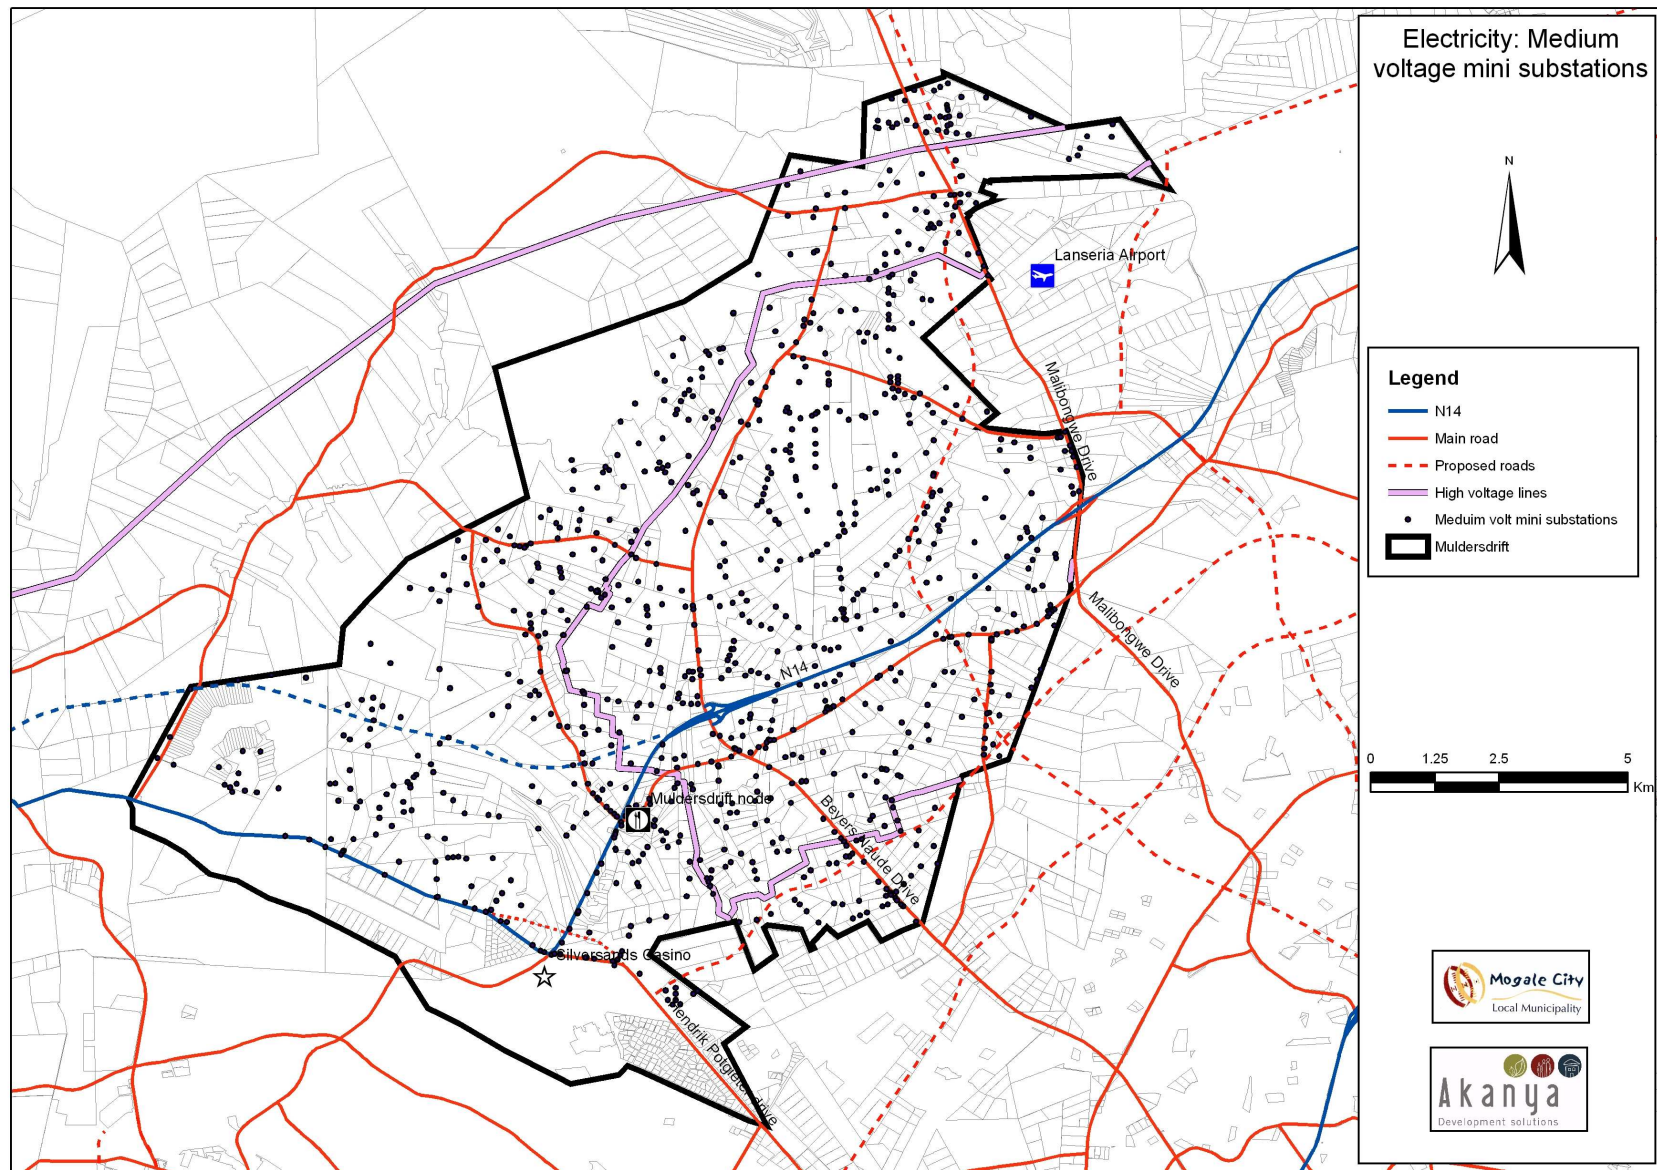 Electricity: Medium
voltage mini substations
N
Lanseria Airport
Malibongwe Drive
Legend
N14
Main road
Proposed roads
High voltage lines
Meduim volt mini substations
Muldersdrift
Malibongwe Drive
N14
0 1.25 2.5 5
Km
Muldersdrift node
Beyers Naude Drive
Silversands Casino
Hendrik Potgieter drive
Mogale City
Local Municipality
Akanya
Development solutions